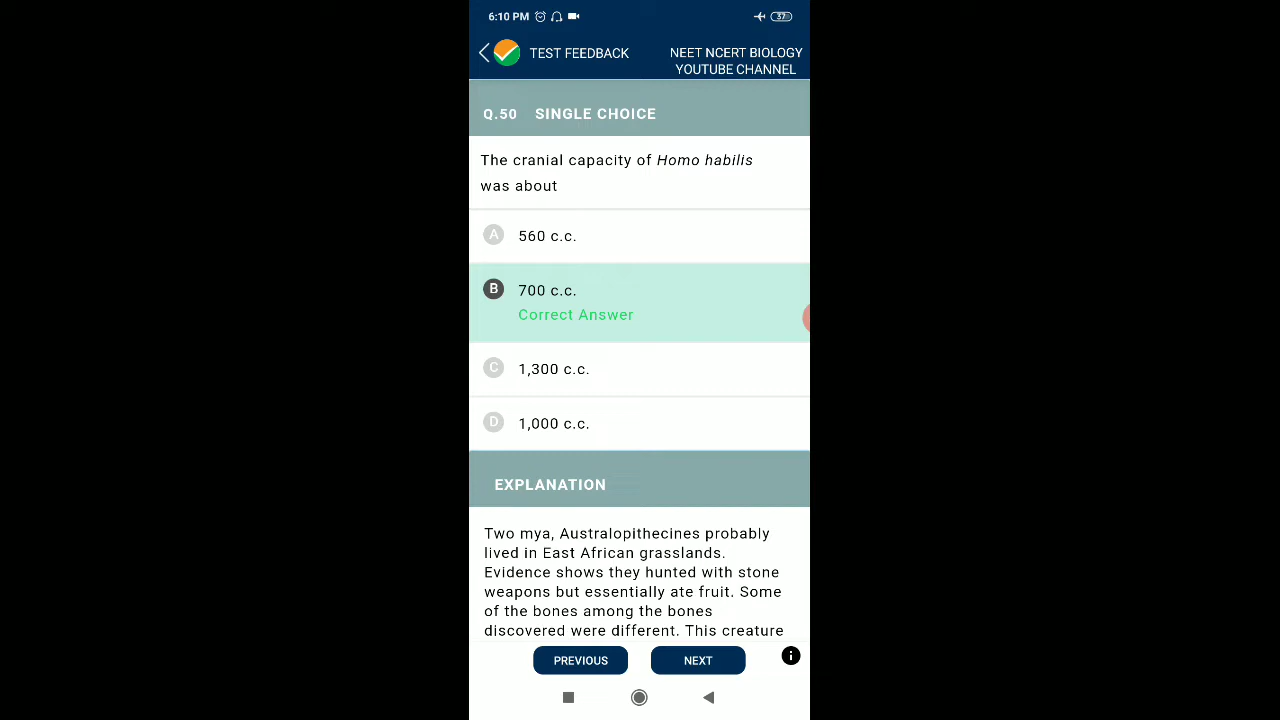 6:10 PM 37
TEST FEEDBACK
NEET NCERT BIOLOGY
YOUTUBE CHANNEL
Q.50 SINGLE CHOICE
The cranial capacity of Homo habilis
was about
A 560 c.c.
B 700 c.c.
Correct Answer
C 1,300 c.c.
D 1,000 c.c.
EXPLANATION
Two mya, Australopithecines probably
lived in East African grasslands.
Evidence shows they hunted with stone
weapons but essentially ate fruit. Some
of the bones among the bones
discovered were different. This creature
PREVIOUS NEXT